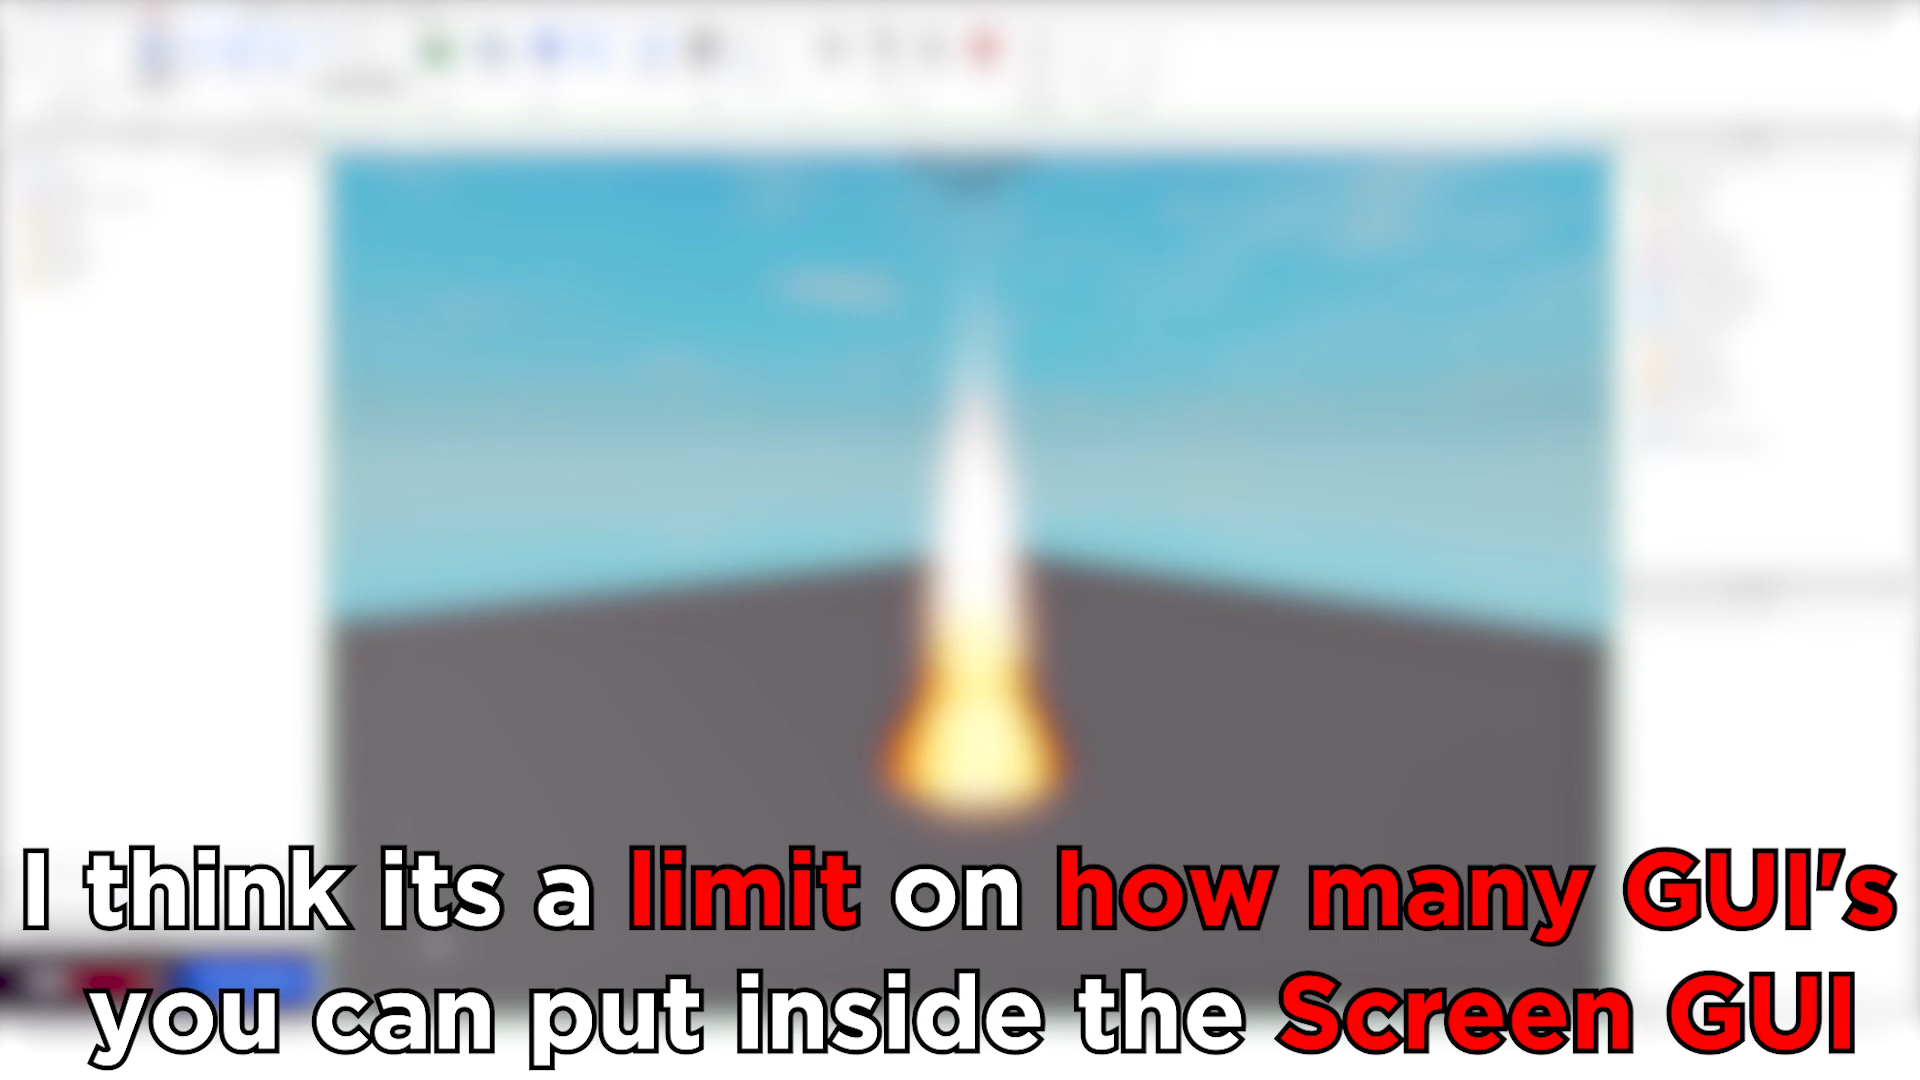 I think its a limit on how many GUI's
you can put inside the Screen GUI